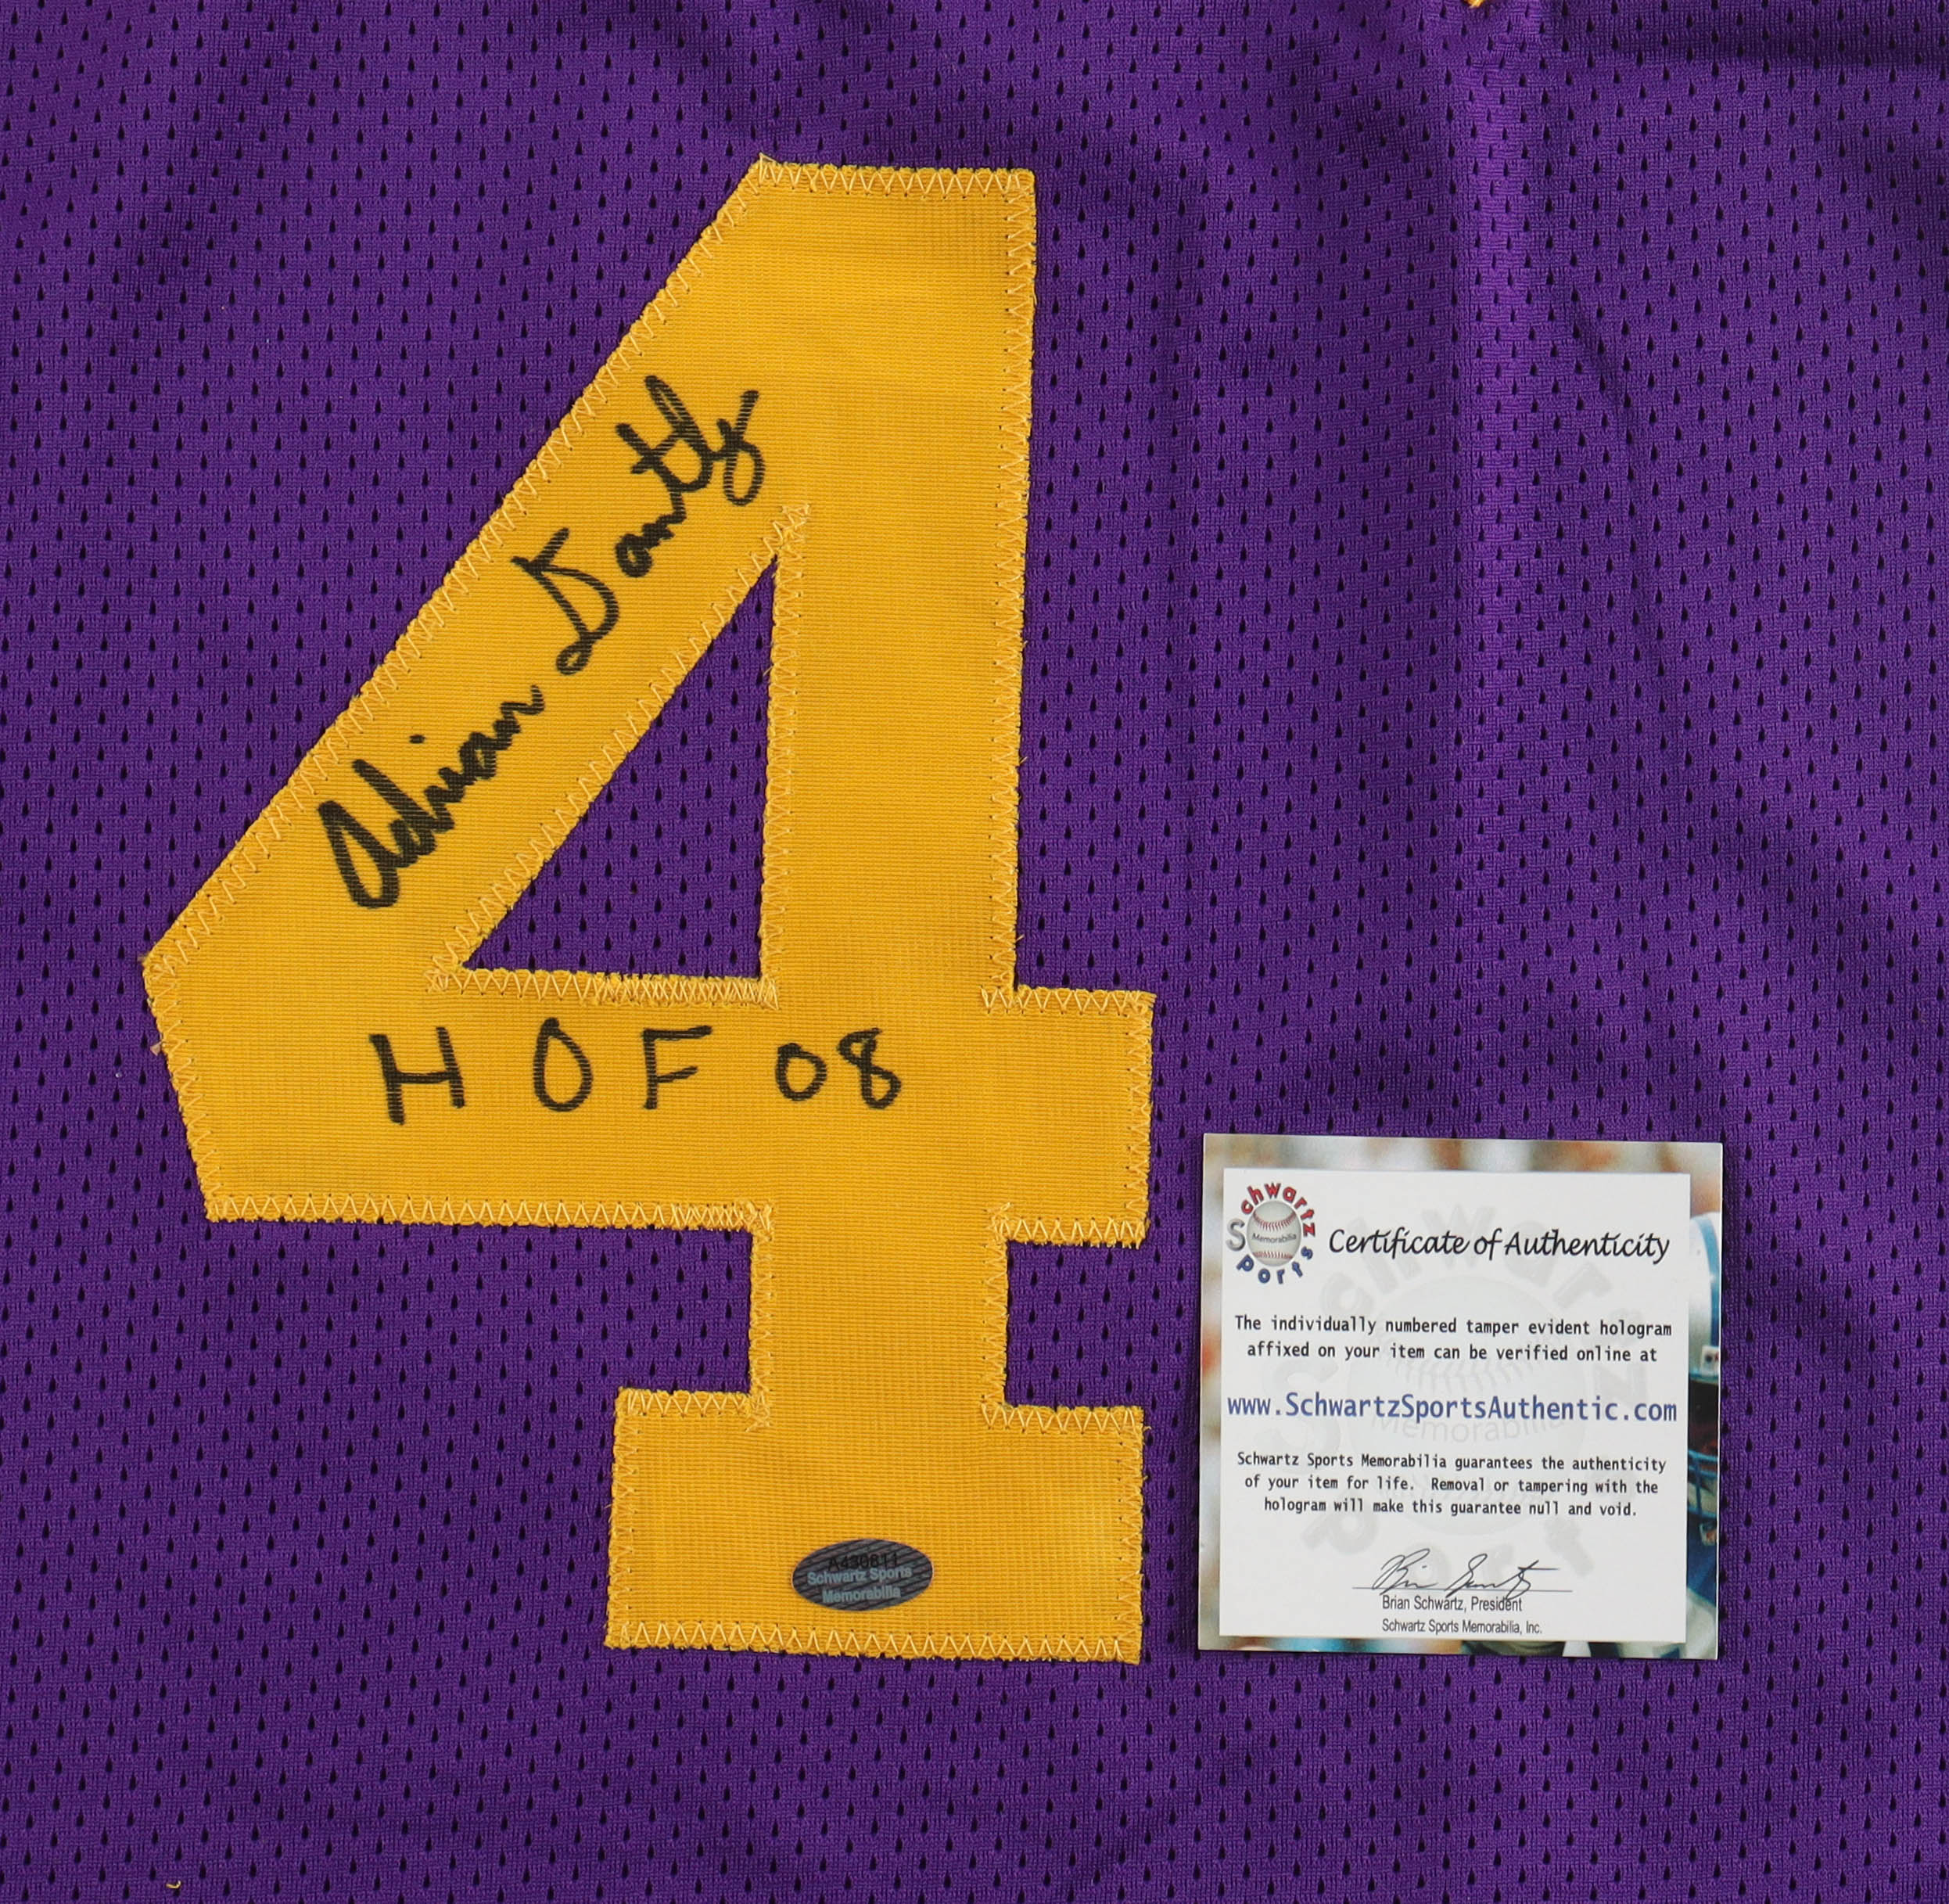 4
Adrian Dantley
HOF 08
A430811
Schwartz Sports
Memorabilia
Schwartz Sports
Memorabilia
Certificate of Authenticity
The individually numbered tamper evident hologram
affixed on your item can be verified online at
www.SchwartzSportsAuthentic.com
Schwartz Sports Memorabilia guarantees the authenticity
of your item for life. Removal or tampering with the
hologram will make this guarantee null and void.
Brian Schwartz, President
Schwartz Sports Memorabilia, Inc.